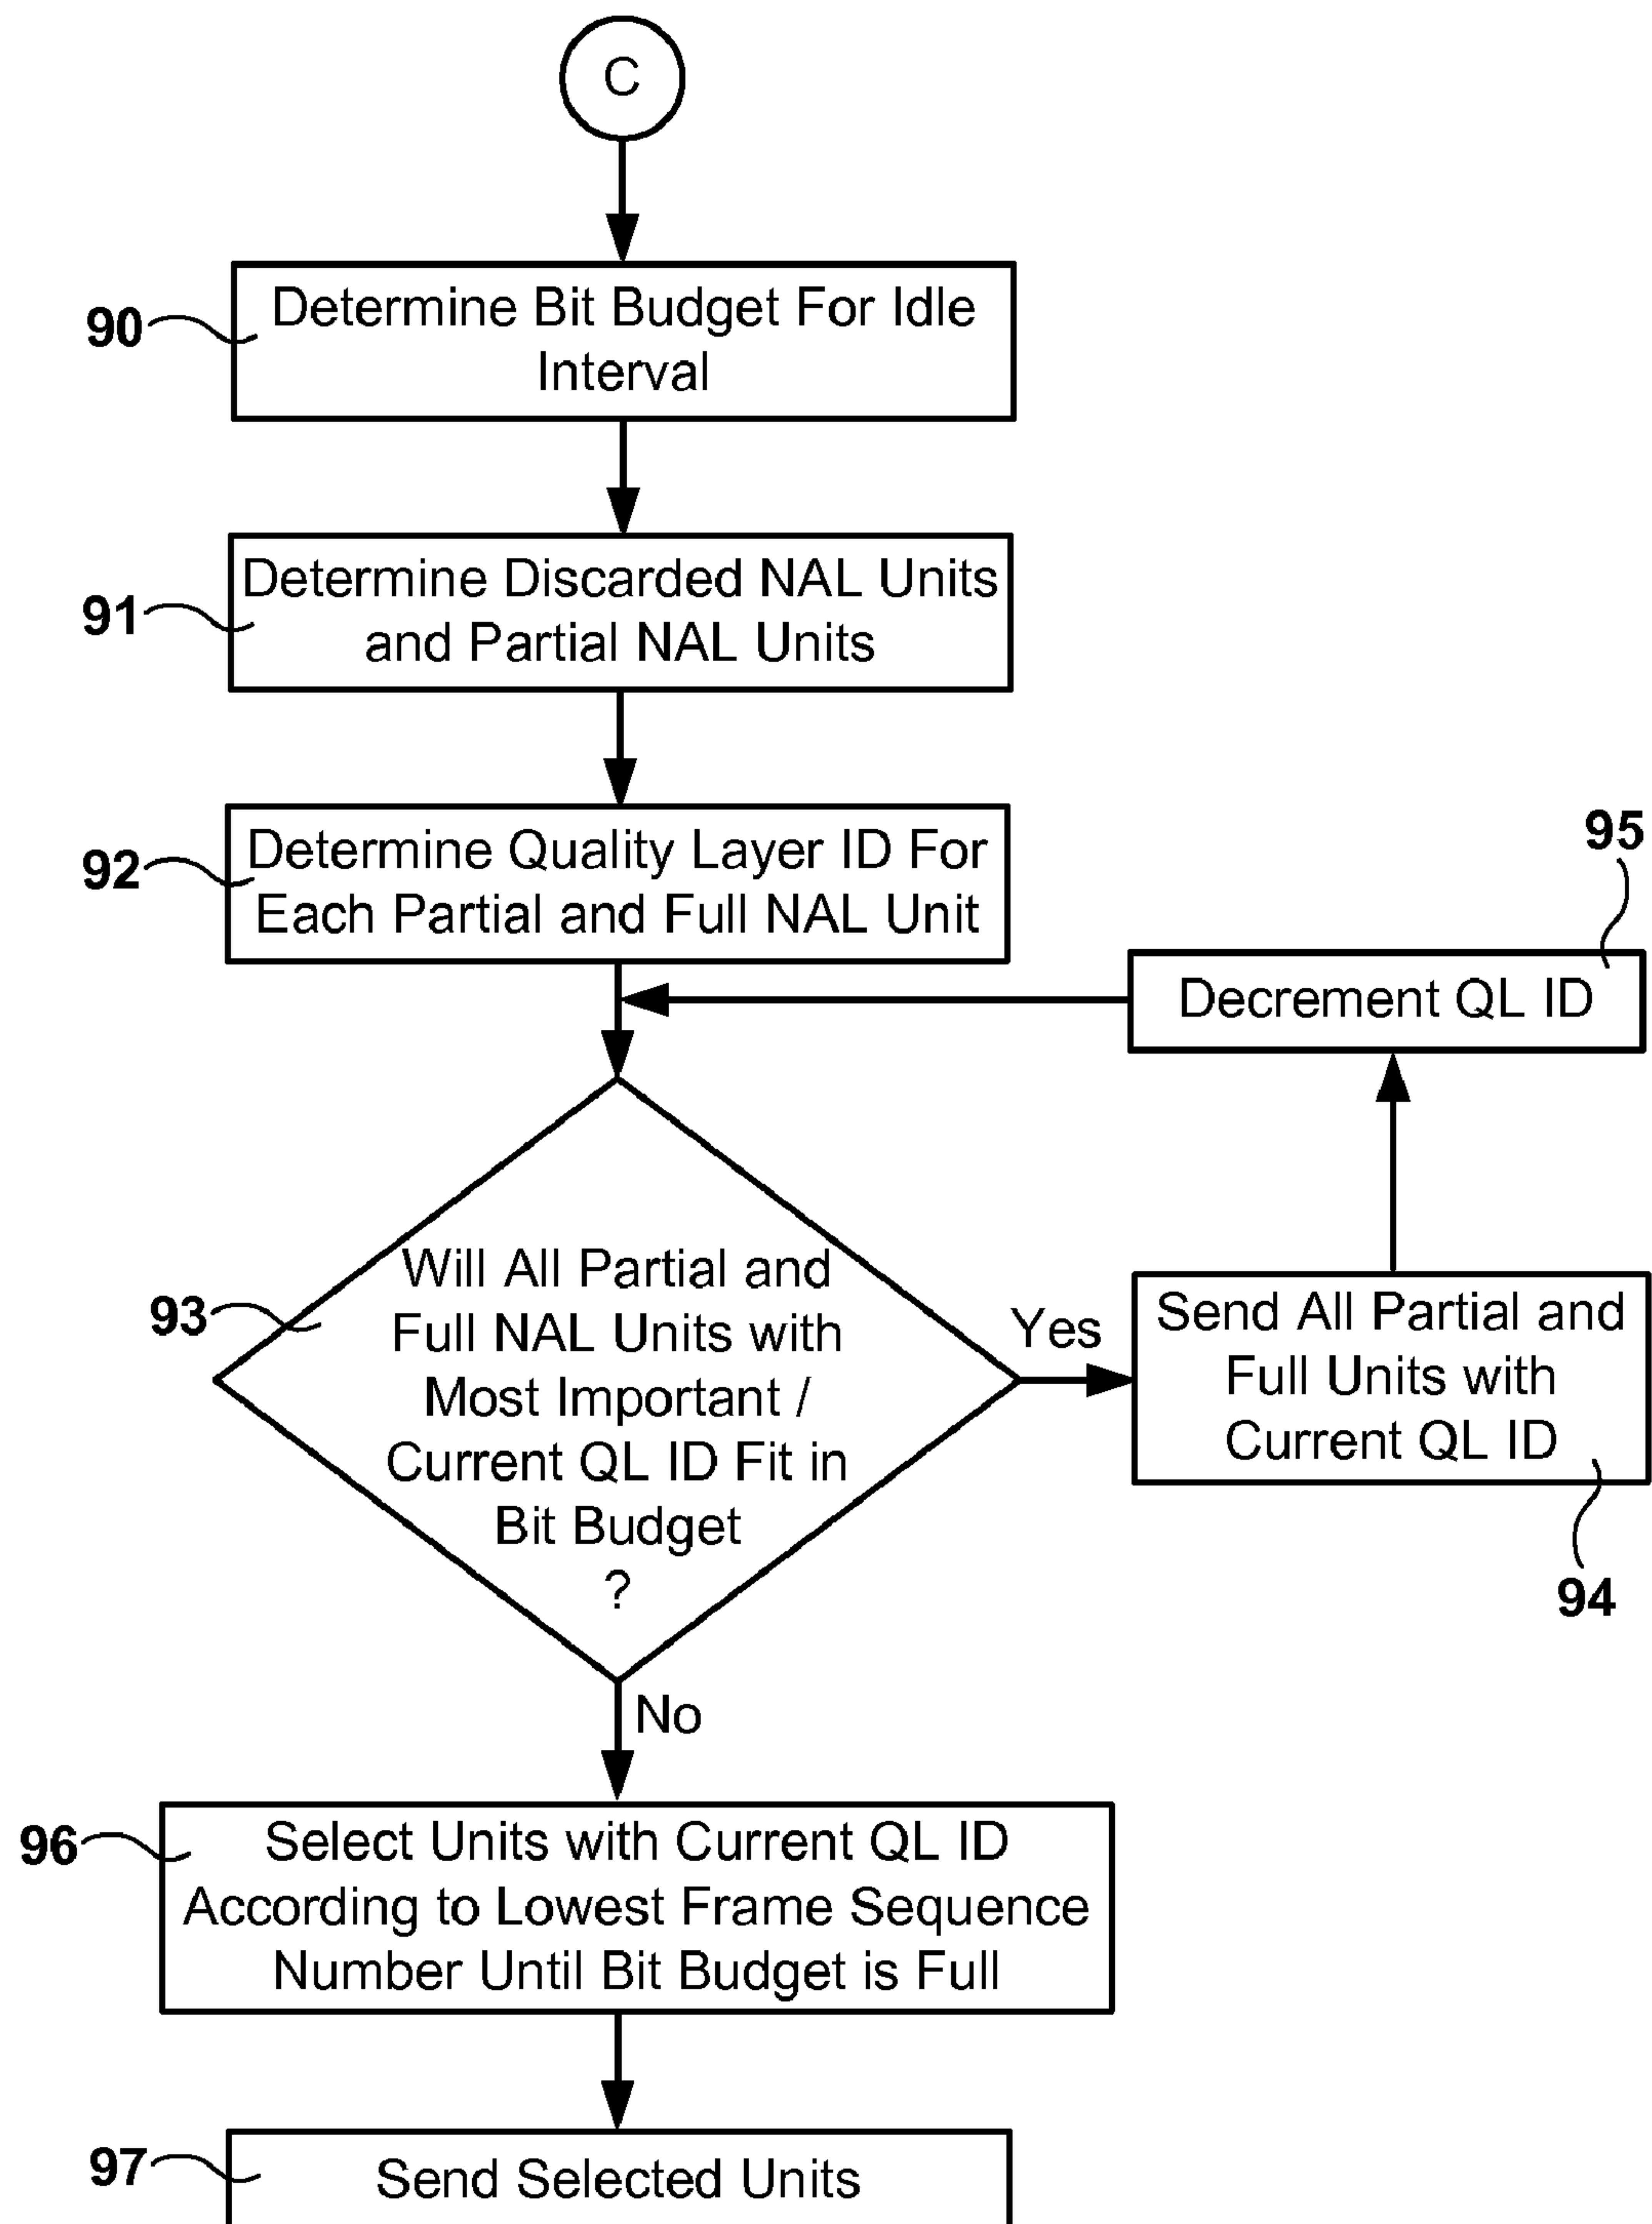 C
90
Determine Bit Budget For Idle
Interval
91
Determine Discarded NAL Units
and Partial NAL Units
92
Determine Quality Layer ID For
Each Partial and Full NAL Unit
95
Decrement QL ID
93
Will All Partial and
Full NAL Units with
Most Important /
Current QL ID Fit in
Bit Budget
?
Yes
Send All Partial and
Full Units with
Current QL ID
94
No
96
Select Units with Current QL ID
According to Lowest Frame Sequence
Number Until Bit Budget is Full
97
Send Selected Units